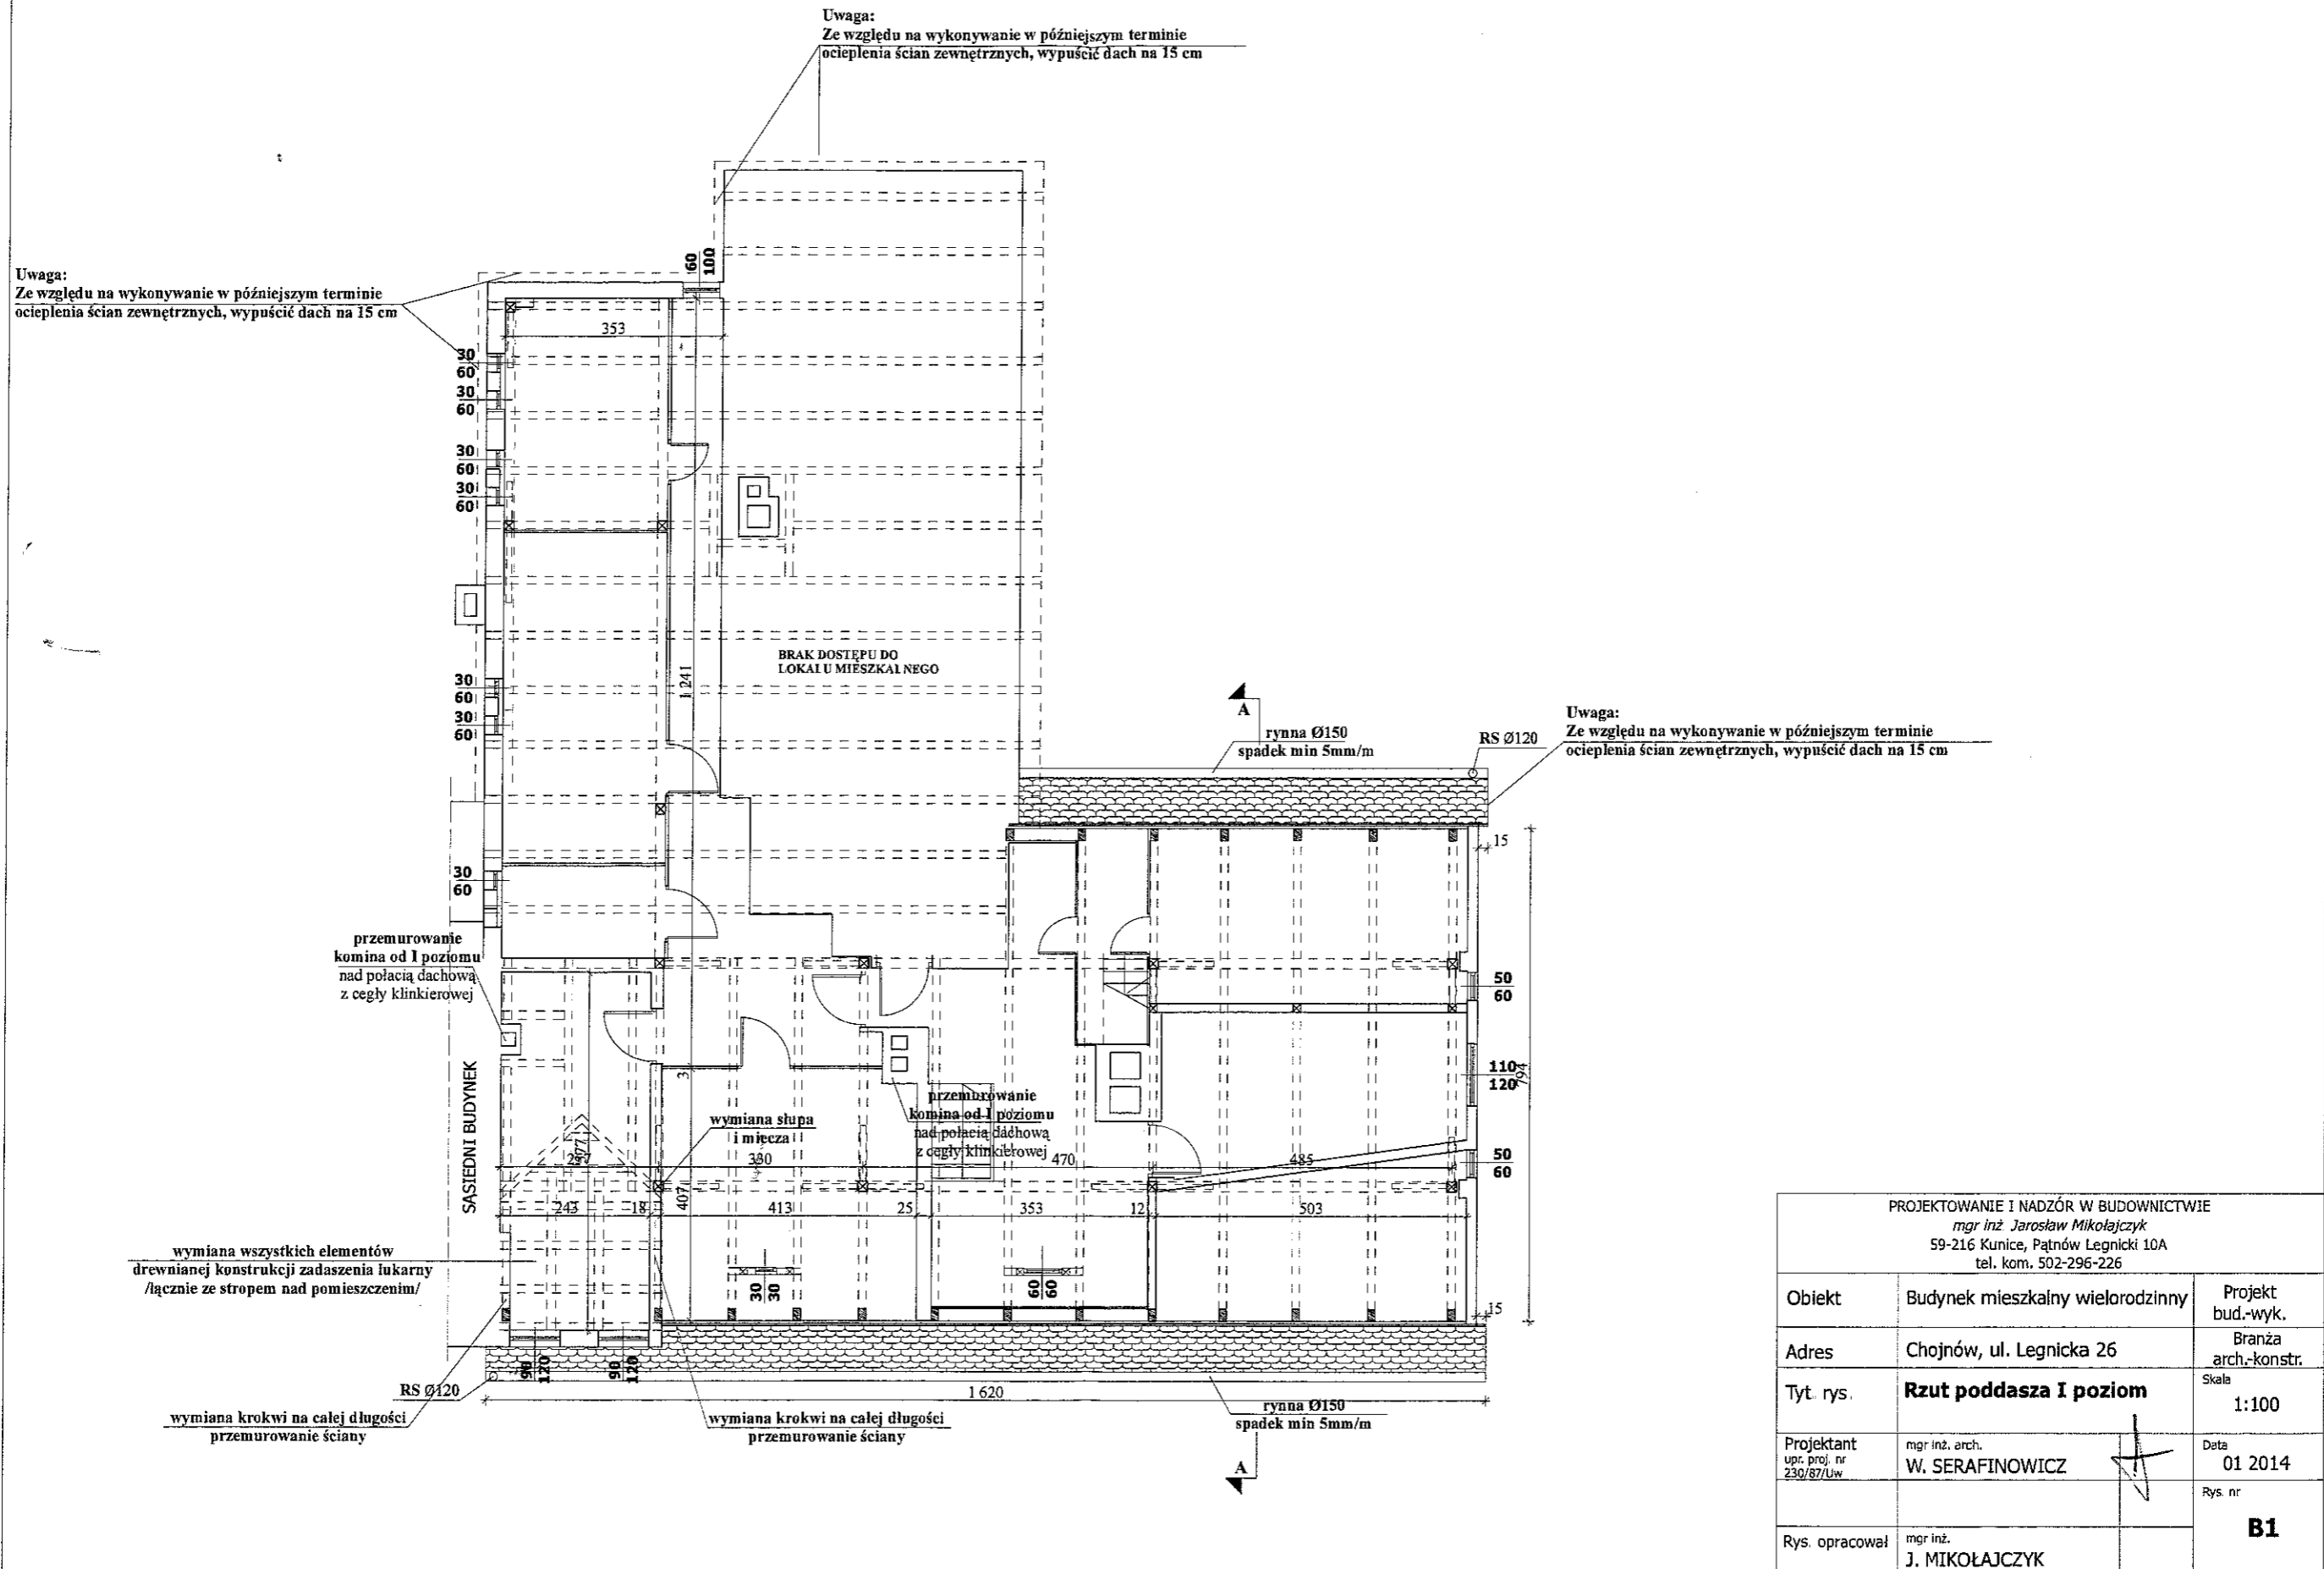 Uwaga:
Ze względu na wykonywanie w późniejszym terminie
ocieplenia ścian zewnętrznych, wypuścić dach na 15 cm
Uwaga:
Ze względu na wykonywanie w późniejszym terminie
ocieplenia ścian zewnętrznych, wypuścić dach na 15 cm
60
100
353
30
60
30
60
30
60
30
60
BRAK DOSTĘPU DO
LOKALU MIESZKALNEGO
1 241
30
60
30
60
A
rynna Ø150
spadek min 5mm/m
RS Ø120
Uwaga:
Ze względu na wykonywanie w późniejszym terminie
ocieplenia ścian zewnętrznych, wypuścić dach na 15 cm
15
30
60
przemurowanie
komina od I poziomu
nad połacią dachową
z cegły klinkierowej
50
60
110
120
794
SĄSIEDNI BUDYNEK
3
przemurowanie
komina od I poziomu
nad połacią dachową
z cegły klinkierowej
wymiana słupa
i miecza
330
470
485
50
60
243
18
407
413
25
353
12
503
wymiana wszystkich elementów
drewnianej konstrukcji zadaszenia lukarny
/łącznie ze stropem nad pomieszczeniem/
30
30
60
60
15
90
120
90
120
RS Ø120
1 620
wymiana krokwi na całej długości
przemurowanie ściany
wymiana krokwi na całej długości
przemurowanie ściany
rynna Ø150
spadek min 5mm/m
A
PROJEKTOWANIE I NADZÓR W BUDOWNICTWIE
mgr inż Jarosław Mikołajczyk
59-216 Kunice, Pątnów Legnicki 10A
tel. kom. 502-296-226
Obiekt
Budynek mieszkalny wielorodzinny
Projekt
bud.-wyk.
Adres
Chojnów, ul. Legnicka 26
Branża
arch.-konstr.
Tyt. rys.
Rzut poddasza I poziom
Skala
1:100
Projektant
upr. proj. nr
230/87/Uw
mgr inż. arch.
W. SERAFINOWICZ
Data
01 2014
Rys. nr
B1
Rys. opracował
mgr inż.
J. MIKOŁAJCZYK